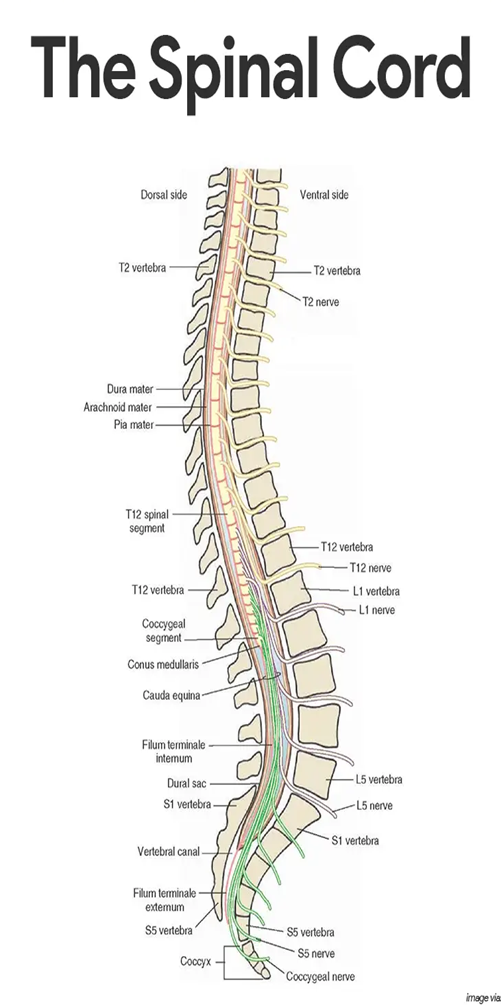 The Spinal Cord
Dorsal side
Ventral side
T2 vertebra
T2 vertebra
T2 nerve
Dura mater
Arachnoid mater
Pia mater
T12 spinal
segment
T12 vertebra
T12 nerve
T12 vertebra
L1 vertebra
L1 nerve
Coccygeal
segment
Conus medullaris
Cauda equina
Filum terminale
internum
Dural sac
L5 vertebra
S1 vertebra
L5 nerve
S1 vertebra
Vertebral canal
Filum terminale
externum
S5 vertebra
S5 vertebra
S5 nerve
Coccyx
Coccygeal nerve
image via